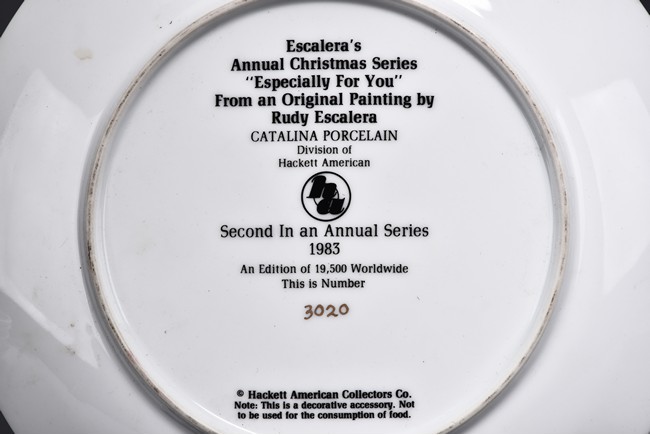 Escalera's
Annual Christmas Series
"Especially For You"
From an Original Painting by
Rudy Escalera
CATALINA PORCELAIN
Division of
Hackett American
Second In an Annual Series
1983
An Edition of 19,500 Worldwide
This is Number
3020
© Hackett American Collectors Co.
Note: This is a decorative accessory. Not
to be used for the consumption of food.